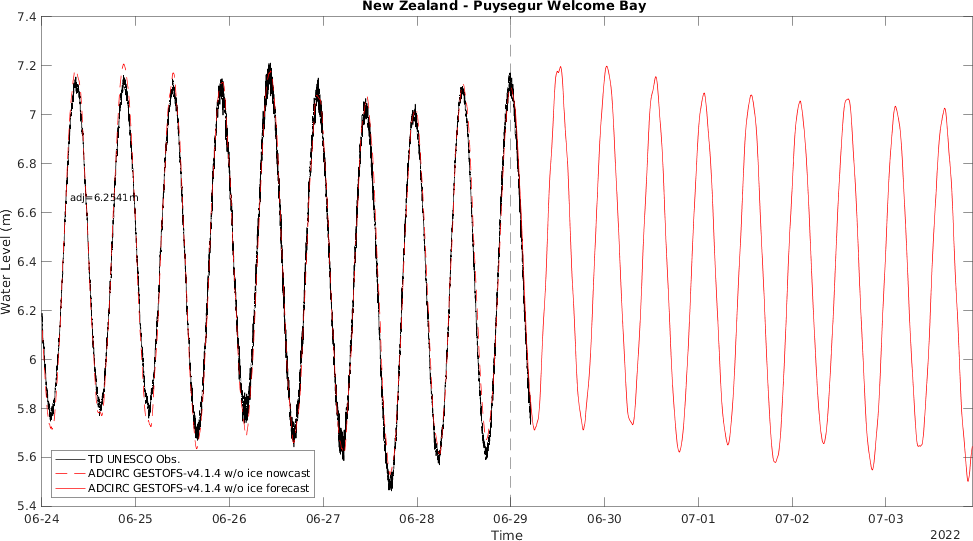 New Zealand - Puysegur Welcome Bay
7.4
7.2
7
6.8
6.6
6.4
6.2
6
5.8
5.6
5.4
Water Level (m)
adj=6.2541m
TD UNESCO Obs.
ADCIRC GESTOFS-v4.1.4 w/o ice nowcast
ADCIRC GESTOFS-v4.1.4 w/o ice forecast
06-24 06-25 06-26 06-27 06-28 06-29 06-30 07-01 07-02 07-03
Time
2022